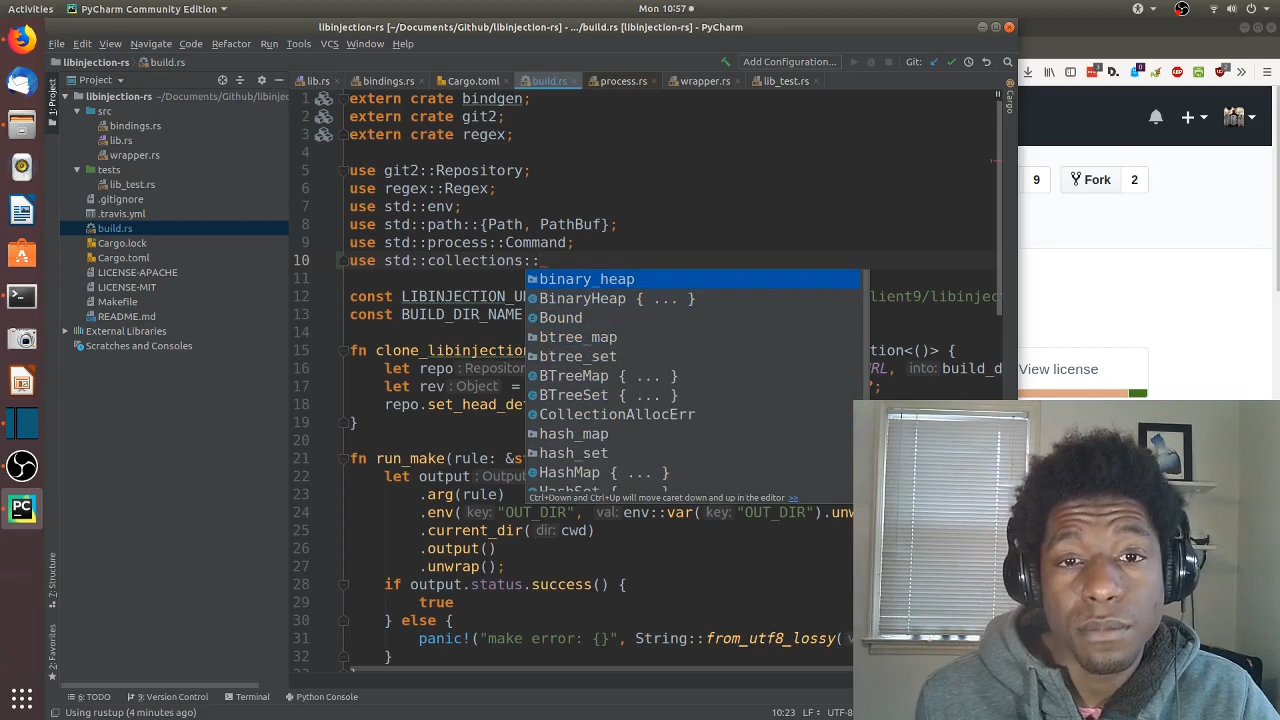 Activities PyCharm Community Edition Mon 10:57
libinjection-rs [~/Documents/Github/libinjection-rs] - .../build.rs [libinjection-rs] - PyCharm
File Edit View Navigate Code Refactor Run Tools VCS Window Help
libinjection-rs build.rs Add Configuration... Git:
Project lib.rs bindings.rs Cargo.toml build.rs process.rs wrapper.rs lib_test.rs
libinjection-rs ~/Documents/Github/libinjec
src
bindings.rs
lib.rs
wrapper.rs
tests
lib_test.rs
.gitignore
.travis.yml
build.rs
Cargo.lock
Cargo.toml
LICENSE-APACHE
LICENSE-MIT
Makefile
README.md
External Libraries
Scratches and Consoles
1: Project
7: Structure
2: Favorites
1 extern crate bindgen;
2 extern crate git2;
3 extern crate regex;
4
5 use git2::Repository;
6 use regex::Regex;
7 use std::env;
8 use std::path::{Path, PathBuf};
9 use std::process::Command;
10 use std::collections::
11
12 const LIBINJECTION_U lient9/libinjec
13 const BUILD_DIR_NAME
14
15 fn clone_libinjection ction<()> {
16 let repo: Repositor RL, into: build_d
17 let rev: Object = ?;
18 repo.set_head_de
19 }
20
21 fn run_make(rule: &s
22 let output: Outpu
23 .arg(rule)
24 .env(key: "OUT_DIR", val: env::var(key: "OUT_DIR").unw
25 .current_dir(dir: cwd)
26 .output()
27 .unwrap();
28 if output.status.success() {
29 true
30 } else {
31 panic!("make error: {}", String::from_utf8_lossy(
32 }
binary_heap
BinaryHeap { ... }
Bound
btree_map
btree_set
BTreeMap { ... }
BTreeSet { ... }
CollectionAllocErr
hash_map
hash_set
HashMap { ... }
HashSet { ... }
Ctrl+Down and Ctrl+Up will move caret down and up in the editor >>
Cargo
9 Fork 2
View license
6: TODO 9: Version Control Terminal Python Console
Using rustup (4 minutes ago) 10:23 LF UTF-8